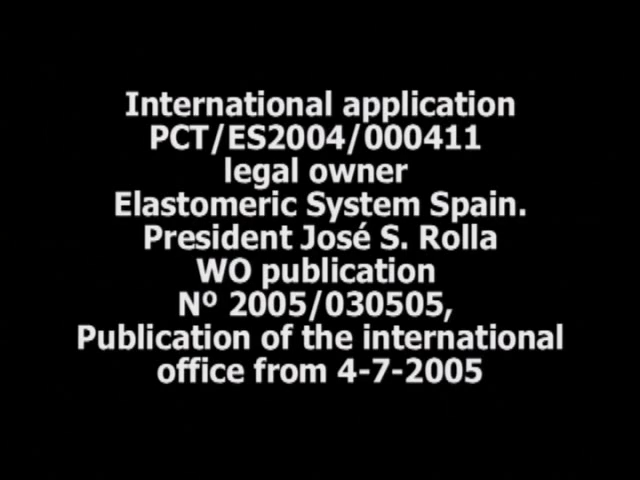 International application
PCT/ES2004/000411
legal owner
Elastomeric System Spain.
President José S. Rolla
WO publication
Nº 2005/030505,
Publication of the international
office from 4-7-2005